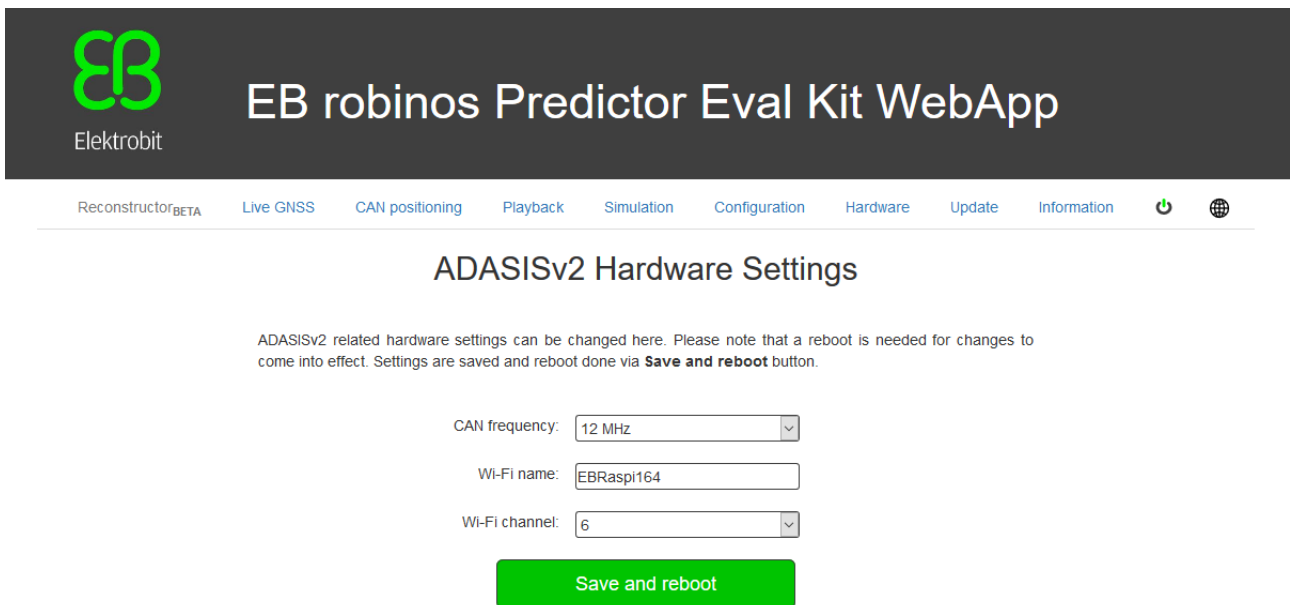 Elektrobit
EB robinos Predictor Eval Kit WebApp
ReconstructorBETA Live GNSS CAN positioning Playback Simulation Configuration Hardware Update Information
ADASISv2 Hardware Settings
ADASISv2 related hardware settings can be changed here. Please note that a reboot is needed for changes to
come into effect. Settings are saved and reboot done via Save and reboot button.
CAN frequency: 12 MHz
Wi-Fi name: EBRaspi164
Wi-Fi channel: 6
Save and reboot